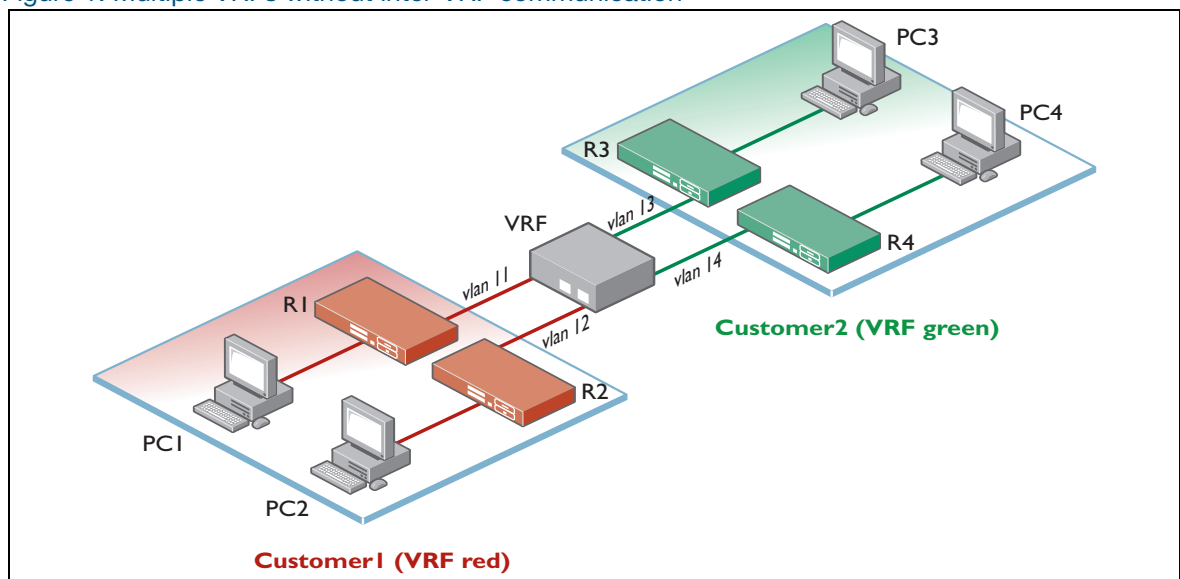 PC3
PC4
R3
vlan 13
VRF
R4
vlan 14
vlan 11
R1
Customer2 (VRF green)
vlan 12
R2
PC1
PC2
Customer1 (VRF red)